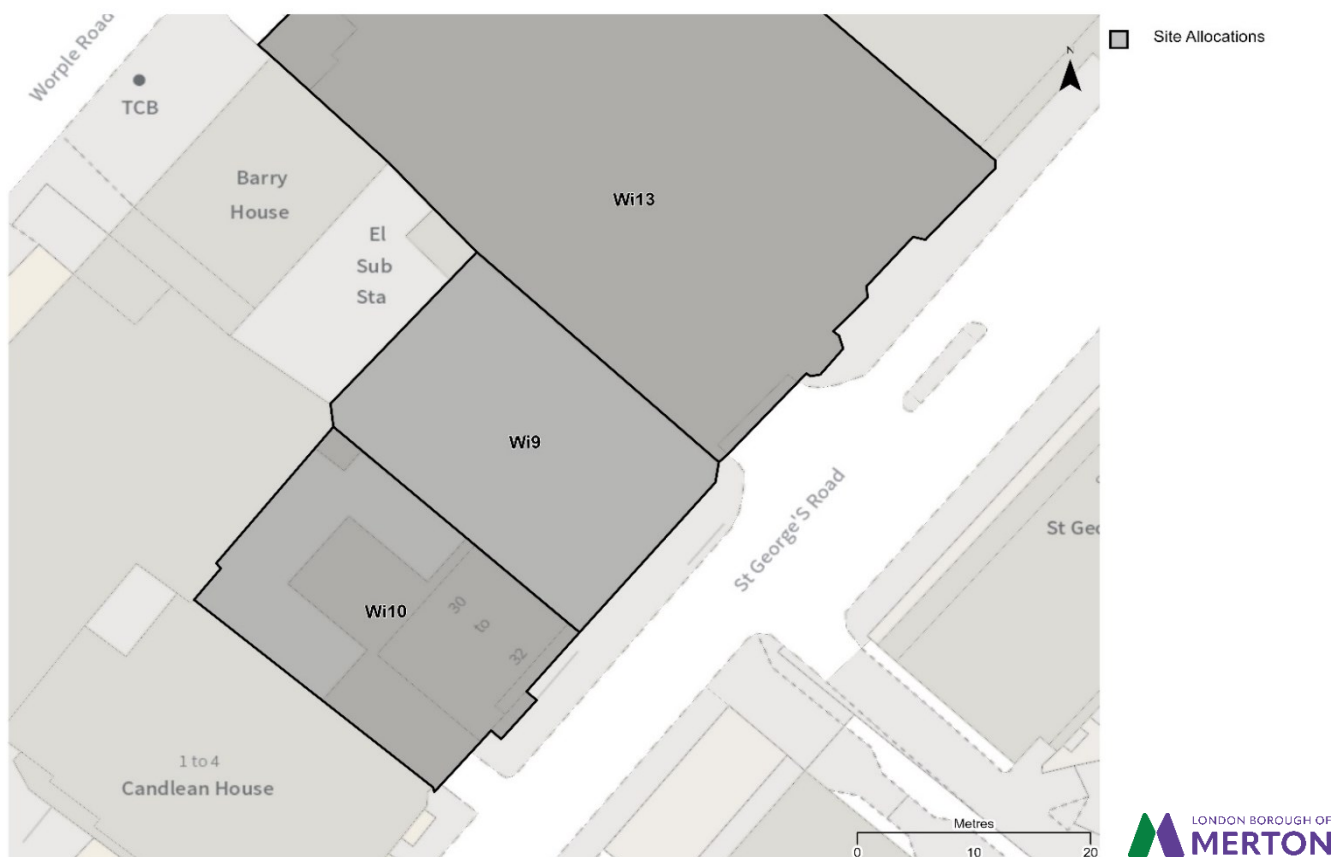 Worple Road
TCB
Barry
House
El
Sub
Sta
Wi13
Wi9
Wi10
30
to
32
St George'S Road
St Geo
1 to 4
Candlean House
Site Allocations
N
Metres
0
10
20
LONDON BOROUGH OF
MERTON